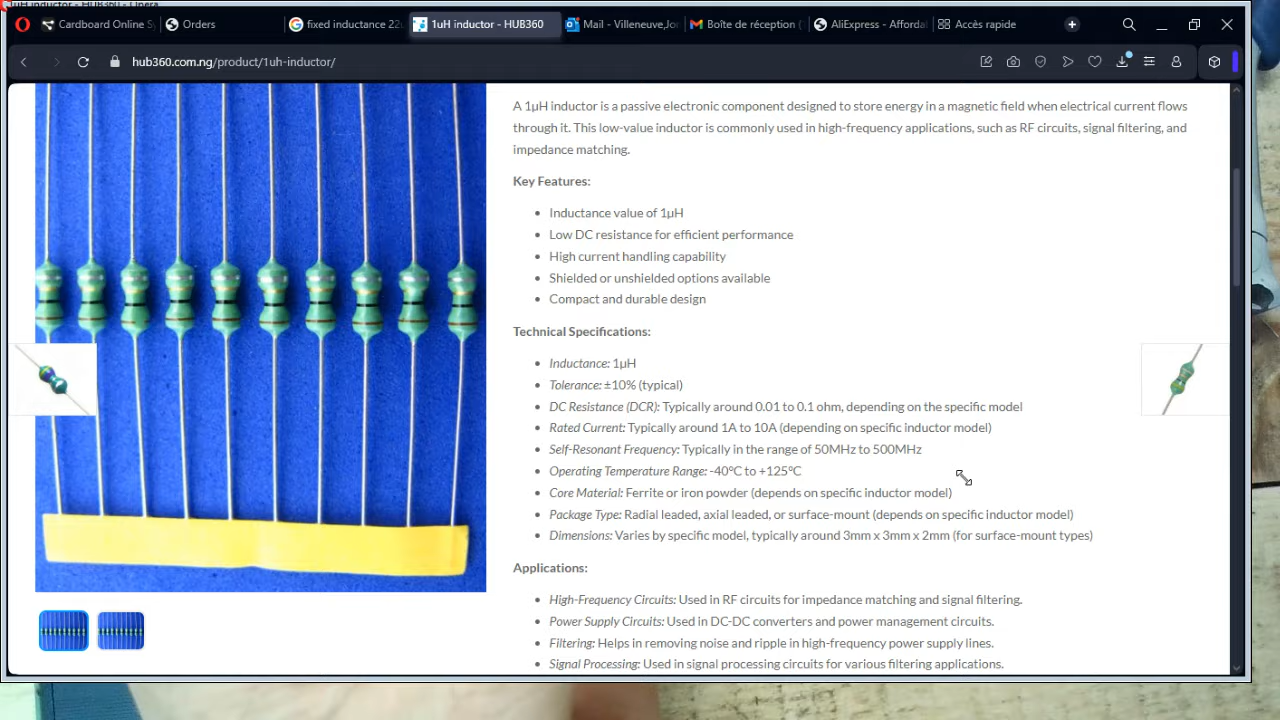 1uH inductor - HUB360 - Opera
Cardboard Online Sy
Orders
fixed inductance 22
1uH inductor - HUB360
Mail - Villeneuve,Jo
Boîte de réception (
AliExpress - Afforda
Accès rapide
hub360.com.ng/product/1uh-inductor/
A 1µH inductor is a passive electronic component designed to store energy in a magnetic field when electrical current flows
through it. This low-value inductor is commonly used in high-frequency applications, such as RF circuits, signal filtering, and
impedance matching.
Key Features:
Inductance value of 1µH
Low DC resistance for efficient performance
High current handling capability
Shielded or unshielded options available
Compact and durable design
Technical Specifications:
Inductance: 1µH
Tolerance: ±10% (typical)
DC Resistance (DCR): Typically around 0.01 to 0.1 ohm, depending on the specific model
Rated Current: Typically around 1A to 10A (depending on specific inductor model)
Self-Resonant Frequency: Typically in the range of 50MHz to 500MHz
Operating Temperature Range: -40°C to +125°C
Core Material: Ferrite or iron powder (depends on specific inductor model)
Package Type: Radial leaded, axial leaded, or surface-mount (depends on specific inductor model)
Dimensions: Varies by specific model, typically around 3mm x 3mm x 2mm (for surface-mount types)
Applications:
High-Frequency Circuits: Used in RF circuits for impedance matching and signal filtering.
Power Supply Circuits: Used in DC-DC converters and power management circuits.
Filtering: Helps in removing noise and ripple in high-frequency power supply lines.
Signal Processing: Used in signal processing circuits for various filtering applications.